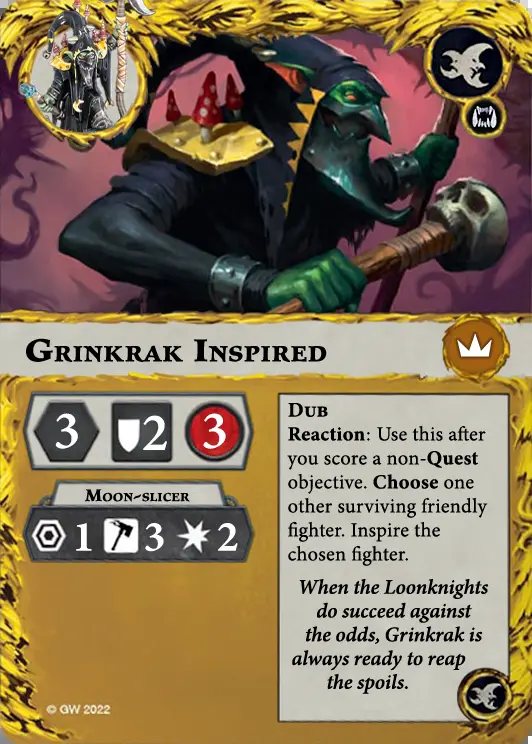 Grinkrak Inspired
3 2 3
Moon-slicer
1 3 2
Dub
Reaction: Use this after
you score a non-Quest
objective. Choose one
other surviving friendly
fighter. Inspire the
chosen fighter.
When the Loonknights
do succeed against
the odds, Grinkrak is
always ready to reap
the spoils.
© GW 2022